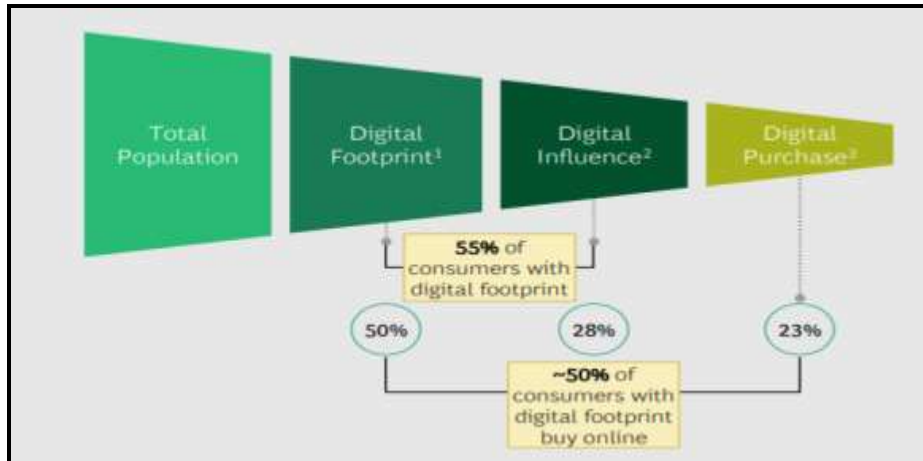 Total
Population
Digital
Footprint¹
Digital
Influence²
Digital
Purchase³
55% of
consumers with
digital footprint
50%
28%
23%
~50% of
consumers with
digital footprint
buy online